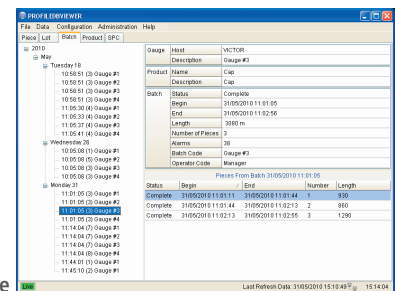 PROFILEDBVIEWER
File Data Configuration Administration Help
Piece Lot Batch Product SPC
2010
May
Tuesday 18
10:58:51 (3) Gauge #1
10:58:51 (3) Gauge #2
10:58:51 (3) Gauge #3
10:58:51 (3) Gauge #4
11:05:30 (4) Gauge #1
11:05:33 (4) Gauge #2
11:05:37 (4) Gauge #3
11:05:41 (4) Gauge #4
Wednesday 26
10:05:08 (1) Gauge #1
10:05:08 (5) Gauge #2
10:05:08 (3) Gauge #3
10:05:08 (3) Gauge #4
Monday 31
11:01:05 (3) Gauge #1
11:01:05 (3) Gauge #2
11:01:05 (3) Gauge #3
11:01:05 (3) Gauge #4
11:14:04 (7) Gauge #1
11:14:04 (7) Gauge #2
11:14:04 (7) Gauge #3
11:14:04 (8) Gauge #4
11:44:01 (1) Gauge #1
11:45:10 (2) Gauge #1
Gauge Host VICTOR
Description Gauge #3
Product Name Cap
Description Cap
Batch Status Complete
Begin 31/05/2010 11:01:05
End 31/05/2010 11:02:56
Length 3080 m
Number of Pieces 3
Alarms 38
Batch Code Gauge #3
Operator Code Manager
Pieces From Batch 31/05/2010 11:01:05
Status Begin End Number Length
Complete 31/05/2010 11:01:11 31/05/2010 11:01:44 1 930
Complete 31/05/2010 11:01:44 31/05/2010 11:02:13 2 860
Complete 31/05/2010 11:02:13 31/05/2010 11:02:55 3 1290
e
Live Last Refresh Data: 31/05/2010 15:10:49 15:14:04